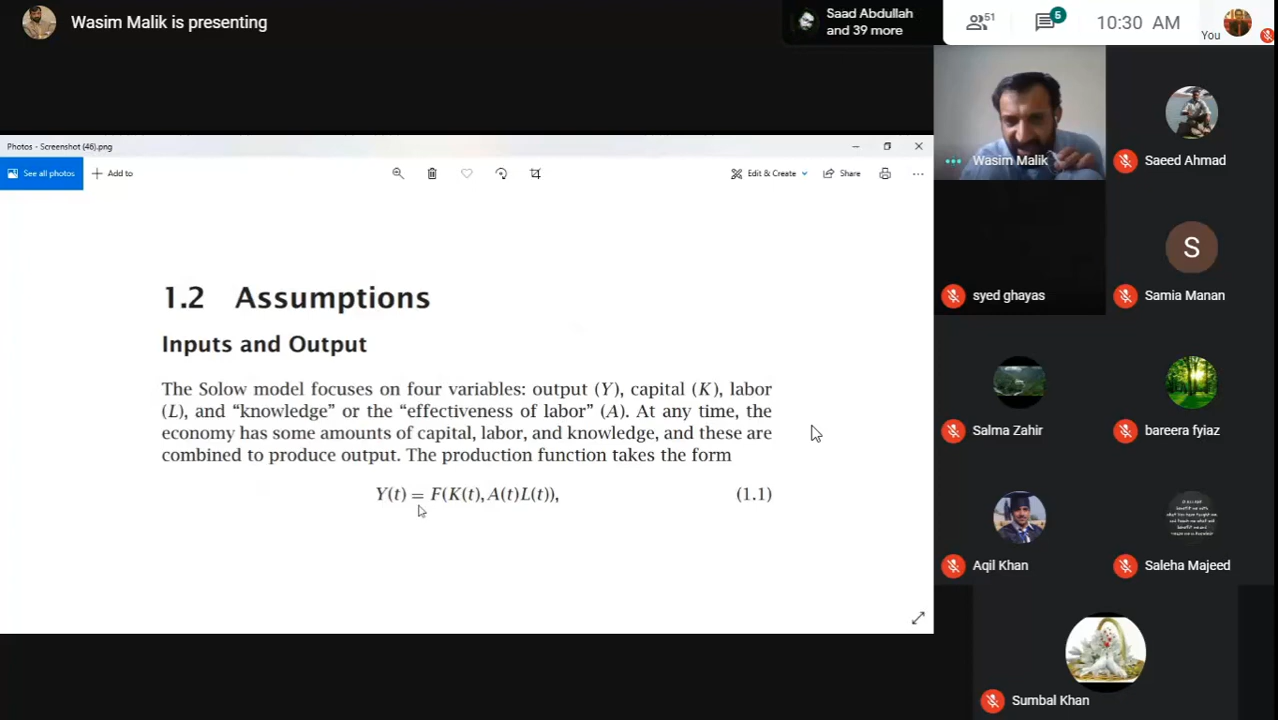 Wasim Malik is presenting
Saad Abdullah
and 39 more
51
5
10:30 AM
You
Photos - Screenshot (46).png
See all photos
Add to
Edit & Create
Share
1.2 Assumptions
Inputs and Output
The Solow model focuses on four variables: output (Y), capital (K), labor
(L), and “knowledge” or the “effectiveness of labor” (A). At any time, the
economy has some amounts of capital, labor, and knowledge, and these are
combined to produce output. The production function takes the form
Y(t) = F(K(t), A(t)L(t)), (1.1)
Wasim Malik
Saeed Ahmad
syed ghayas
S
Samia Manan
Salma Zahir
bareera fyiaz
Aqil Khan
Saleha Majeed
Sumbal Khan